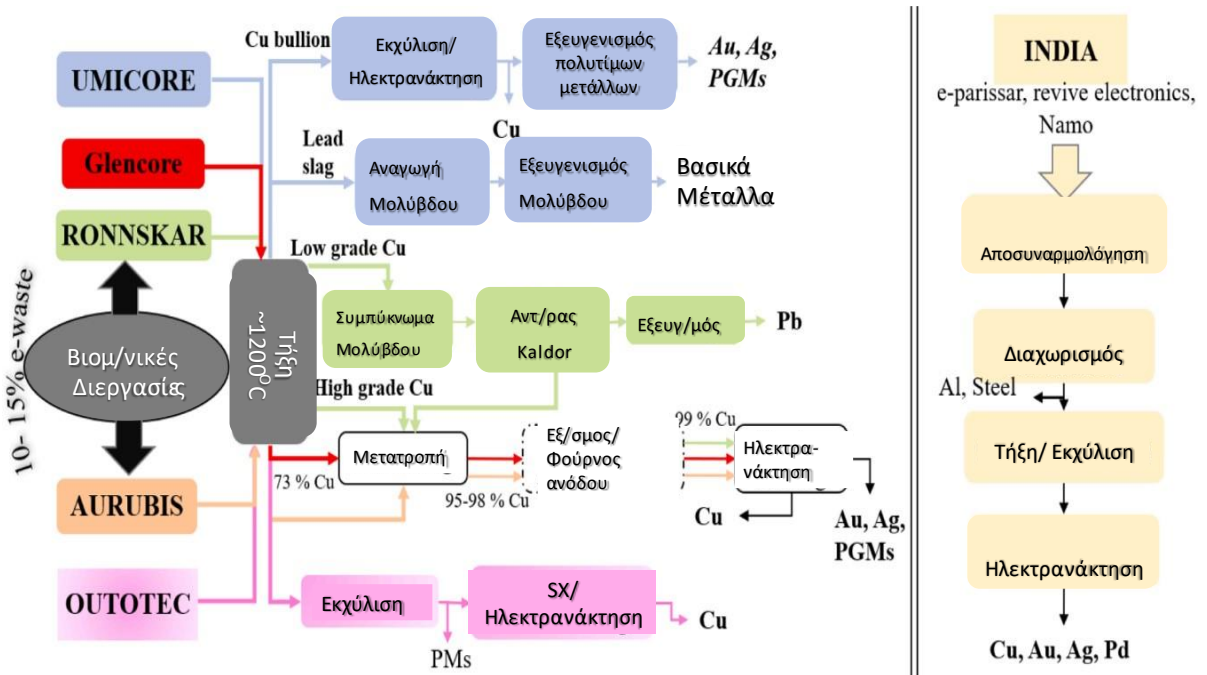 UMICORE
Glencore
RONNSKAR
10- 15% e-waste
Βιομ/νικές
Διεργασίες
AURUBIS
OUTOTEC
Τήξη
~1200⁰C
Cu bullion
Εκχύλιση/
Ηλεκτρανάκτηση
Cu
Εξευγενισμός
πολυτίμων
μετάλλων
Au, Ag,
PGMs
Lead
slag
Αναγωγή
Μολύβδου
Εξευγενισμός
Μολύβδου
Βασικά
Μέταλλα
Low grade Cu
Συμπύκνωμα
Μολύβδου
Αντ/ρας
Kaldor
Εξευγ/μός
Pb
High grade Cu
73 % Cu
Μετατροπή
95-98 % Cu
Εξ/σμος/
Φούρνος
ανόδου
99 % Cu
Ηλεκτρα-
νάκτηση
Cu
Au, Ag,
PGMs
Εκχύλιση
PMs
SX/
Ηλεκτρανάκτηση
Cu
INDIA
e-parissar, revive electronics,
Namo
Αποσυναρμολόγηση
Διαχωρισμός
Al, Steel
Τήξη/ Εκχύλιση
Ηλεκτρανάκτηση
Cu, Au, Ag, Pd